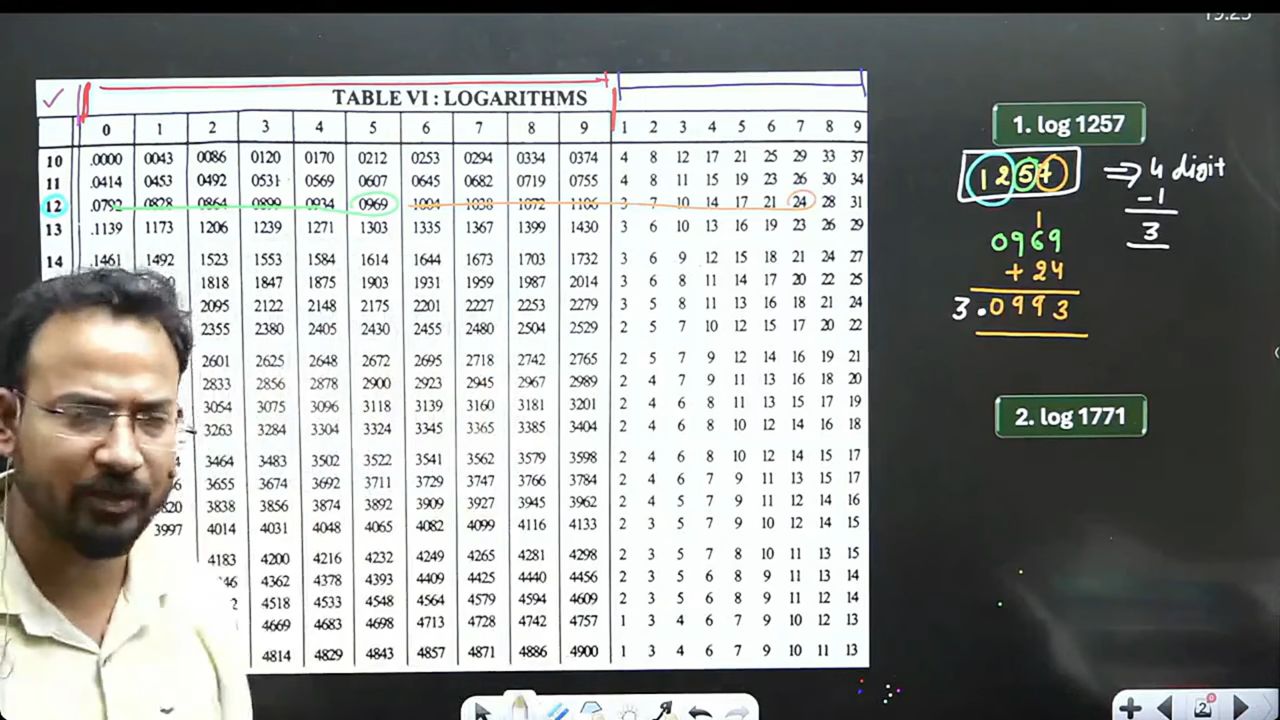 19:25
TABLE VI : LOGARITHMS
0 1 2 3 4 5 6 7 8 9 1 2 3 4 5 6 7 8 9
10 .0000 0043 0086 0120 0170 0212 0253 0294 0334 0374 4 8 12 17 21 25 29 33 37
11 .0414 0453 0492 0531 0569 0607 0645 0682 0719 0755 4 8 11 15 19 23 26 30 34
12 .0792 0828 0864 0899 0934 0969 1004 1038 1072 1106 3 7 10 14 17 21 24 28 31
13 .1139 1173 1206 1239 1271 1303 1335 1367 1399 1430 3 6 10 13 16 19 23 26 29
14 .1461 1492 1523 1553 1584 1614 1644 1673 1703 1732 3 6 9 12 15 18 21 24 27
1818 1847 1875 1903 1931 1959 1987 2014 3 6 8 11 14 17 20 22 25
2095 2122 2148 2175 2201 2227 2253 2279 3 5 8 11 13 16 18 21 24
2355 2380 2405 2430 2455 2480 2504 2529 2 5 7 10 12 15 17 20 22
2601 2625 2648 2672 2695 2718 2742 2765 2 5 7 9 12 14 16 19 21
2833 2856 2878 2900 2923 2945 2967 2989 2 4 7 9 11 13 16 18 20
3054 3075 3096 3118 3139 3160 3181 3201 2 4 6 8 11 13 15 17 19
3263 3284 3304 3324 3345 3365 3385 3404 2 4 6 8 10 12 14 16 18
3464 3483 3502 3522 3541 3562 3579 3598 2 4 6 8 10 12 14 15 17
3655 3674 3692 3711 3729 3747 3766 3784 2 4 6 7 9 11 13 15 17
3838 3856 3874 3892 3909 3927 3945 3962 2 4 5 7 9 11 12 14 16
3997 4014 4031 4048 4065 4082 4099 4116 4133 2 3 5 7 9 10 12 14 15
4183 4200 4216 4232 4249 4265 4281 4298 2 3 5 7 8 10 11 13 15
4362 4378 4393 4409 4425 4440 4456 2 3 5 6 8 9 11 13 14
4518 4533 4548 4564 4579 4594 4609 2 3 5 6 8 9 11 12 14
4669 4683 4698 4713 4728 4742 4757 1 3 4 6 7 9 10 12 13
4814 4829 4843 4857 4871 4886 4900 1 3 4 6 7 9 10 11 13
1. log 1257
1257 ⇒ 4 digit
-1
3
1
0969
+ 24
3.0993
2. log 1771
2